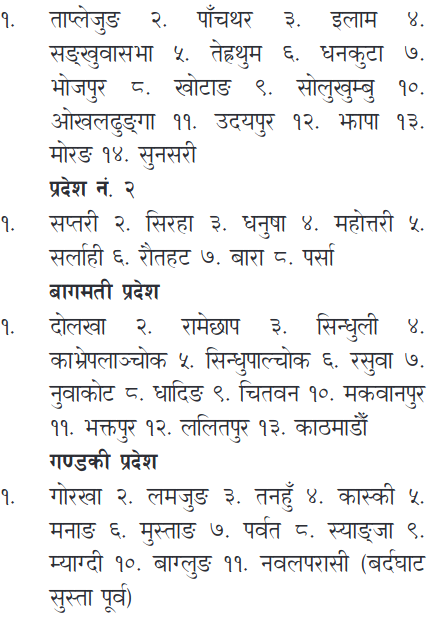 १. ताप्लेजुङ २. पाँचथर ३. इलाम ४.
सङ्खुवासभा ५. तेह्रथुम ६. धनकुटा ७.
भोजपुर ८. खोटाङ ९. सोलुखुम्बु १०.
ओखलढुङ्गा ११. उदयपुर १२. झापा १३.
मोरङ १४. सुनसरी
प्रदेश नं. २
१. सप्तरी २. सिरहा ३. धनुषा ४. महोत्तरी ५.
सर्लाही ६. रौतहट ७. बारा ८. पर्सा
बागमती प्रदेश
१. दोलखा २. रामेछाप ३. सिन्धुली ४.
काभ्रेपलाञ्चोक ५. सिन्धुपाल्चोक ६. रसुवा ७.
नुवाकोट ८. धादिङ ९. चितवन १०. मकवानपुर
११. भक्तपुर १२. ललितपुर १३. काठमाडौँ
गण्डकी प्रदेश
१. गोरखा २. लमजुङ ३. तनहुँ ४. कास्की ५.
मनाङ ६. मुस्ताङ ७. पर्वत ८. स्याङ्जा ९.
म्याग्दी १०. बाग्लुङ ११. नवलपरासी (बर्दघाट
सुस्ता पूर्व)